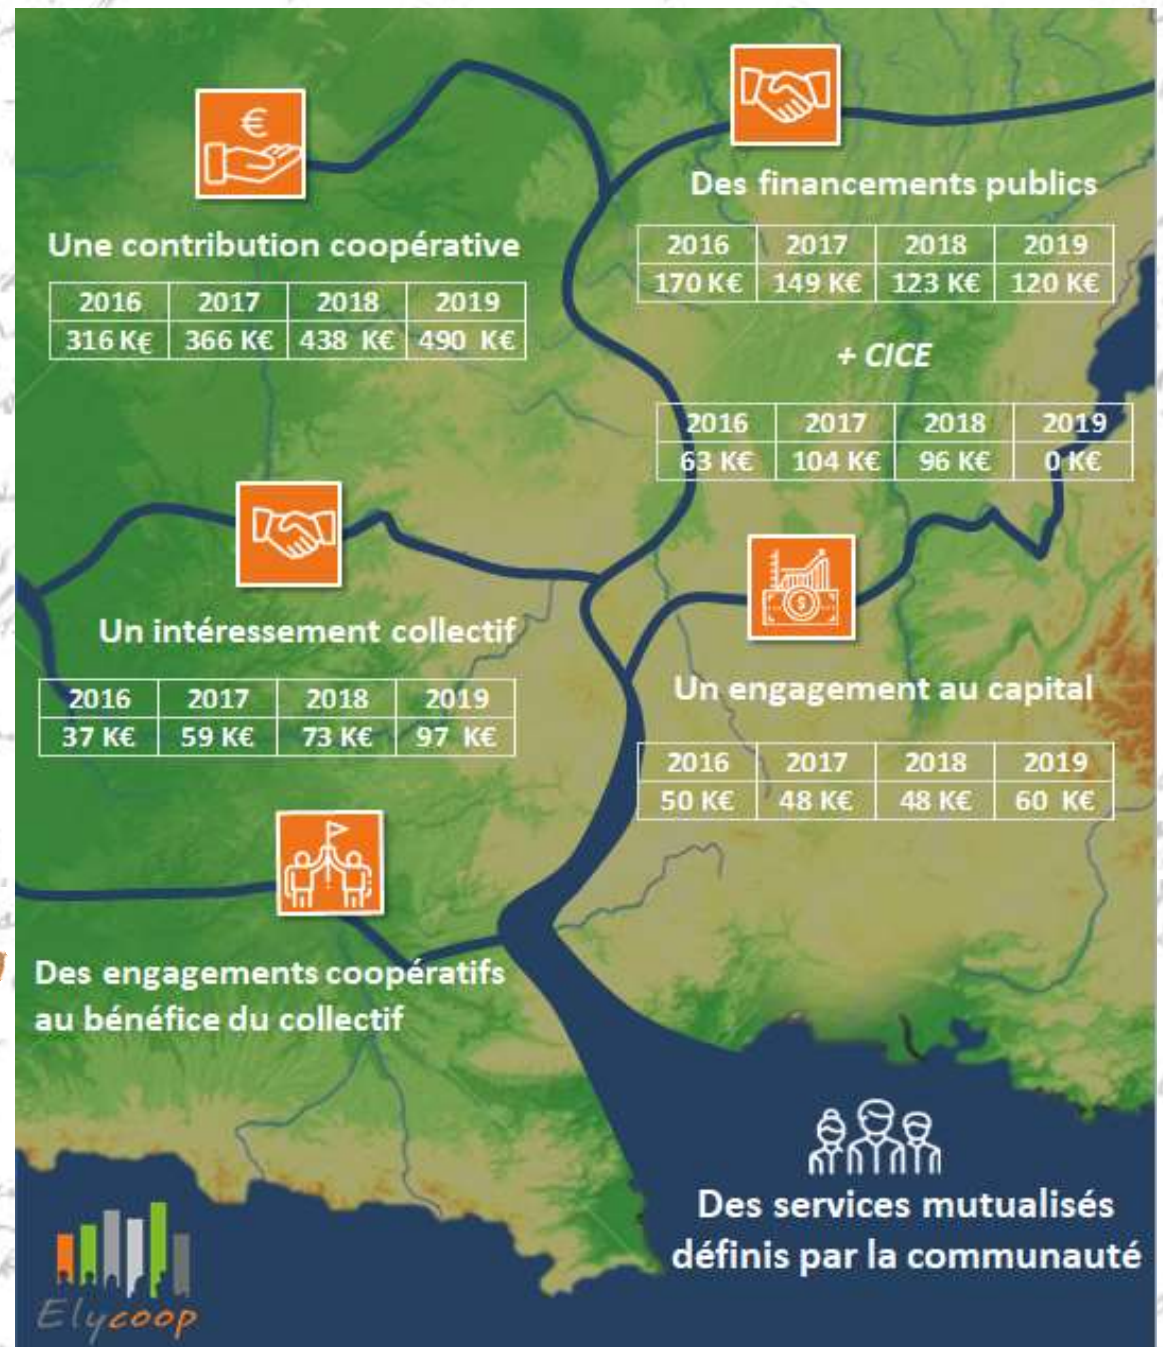 €
Une contribution coopérative
2016 2017 2018 2019
316 K€ 366 K€ 438 K€ 490 K€
Des financements publics
2016 2017 2018 2019
170 K€ 149 K€ 123 K€ 120 K€
+ CICE
2016 2017 2018 2019
63 K€ 104 K€ 96 K€ 0 K€
Un intéressement collectif
2016 2017 2018 2019
37 K€ 59 K€ 73 K€ 97 K€
$
Un engagement au capital
2016 2017 2018 2019
50 K€ 48 K€ 48 K€ 60 K€
Des engagements coopératifs
au bénéfice du collectif
Des services mutualisés
définis par la communauté
Elycoop